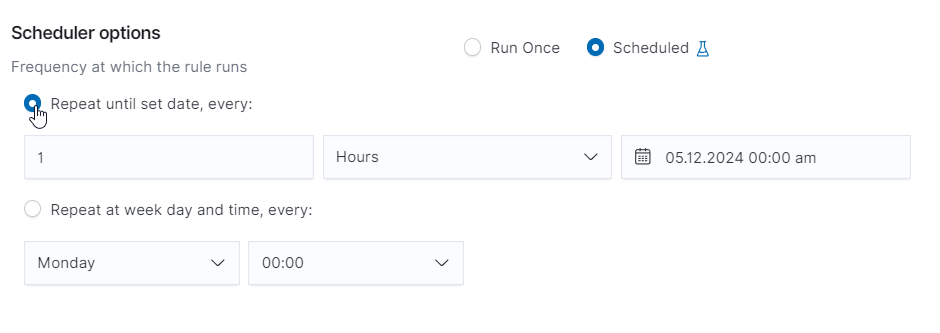 Scheduler options
Run Once
Scheduled
Frequency at which the rule runs
Repeat until set date, every:
1
Hours
05.12.2024 00:00 am
Repeat at week day and time, every:
Monday
00:00